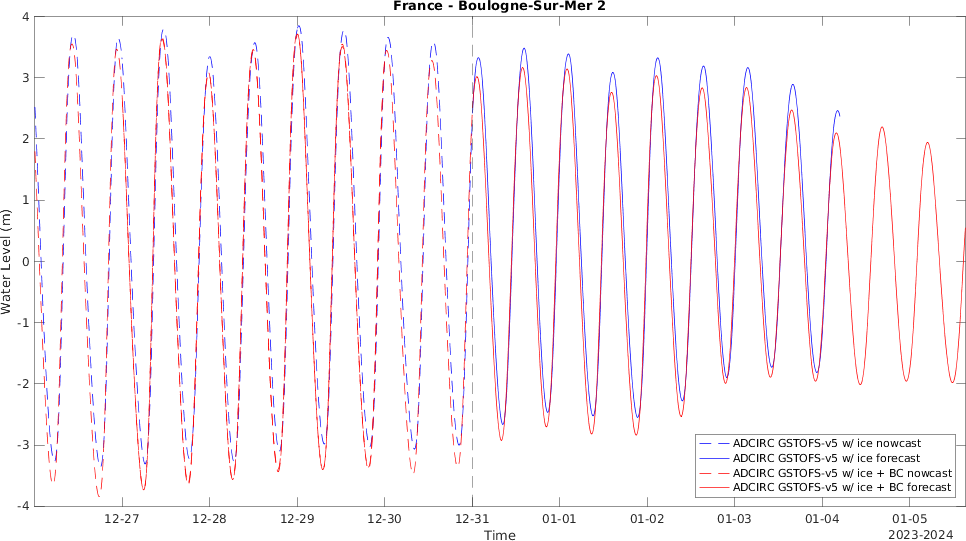 France - Boulogne-Sur-Mer 2
4
3
2
1
0
-1
-2
-3
-4
Water Level (m)
ADCIRC GSTOFS-v5 w/ ice nowcast
ADCIRC GSTOFS-v5 w/ ice forecast
ADCIRC GSTOFS-v5 w/ ice + BC nowcast
ADCIRC GSTOFS-v5 w/ ice + BC forecast
12-27 12-28 12-29 12-30 12-31 01-01 01-02 01-03 01-04 01-05
2023-2024
Time